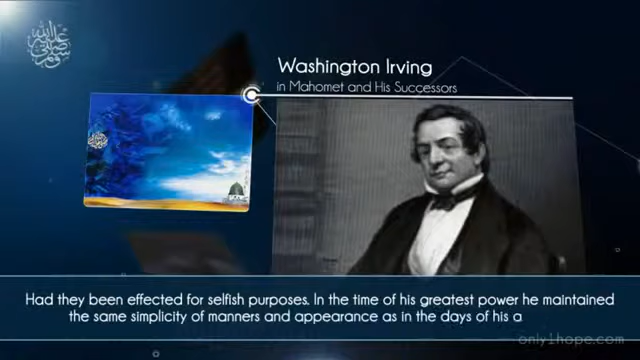 Washington Irving
in Mahomet and His Successors
Had they been effected for selfish purposes. In the time of his greatest power he maintained
the same simplicity of manners and appearance as in the days of his a
only1hope.com